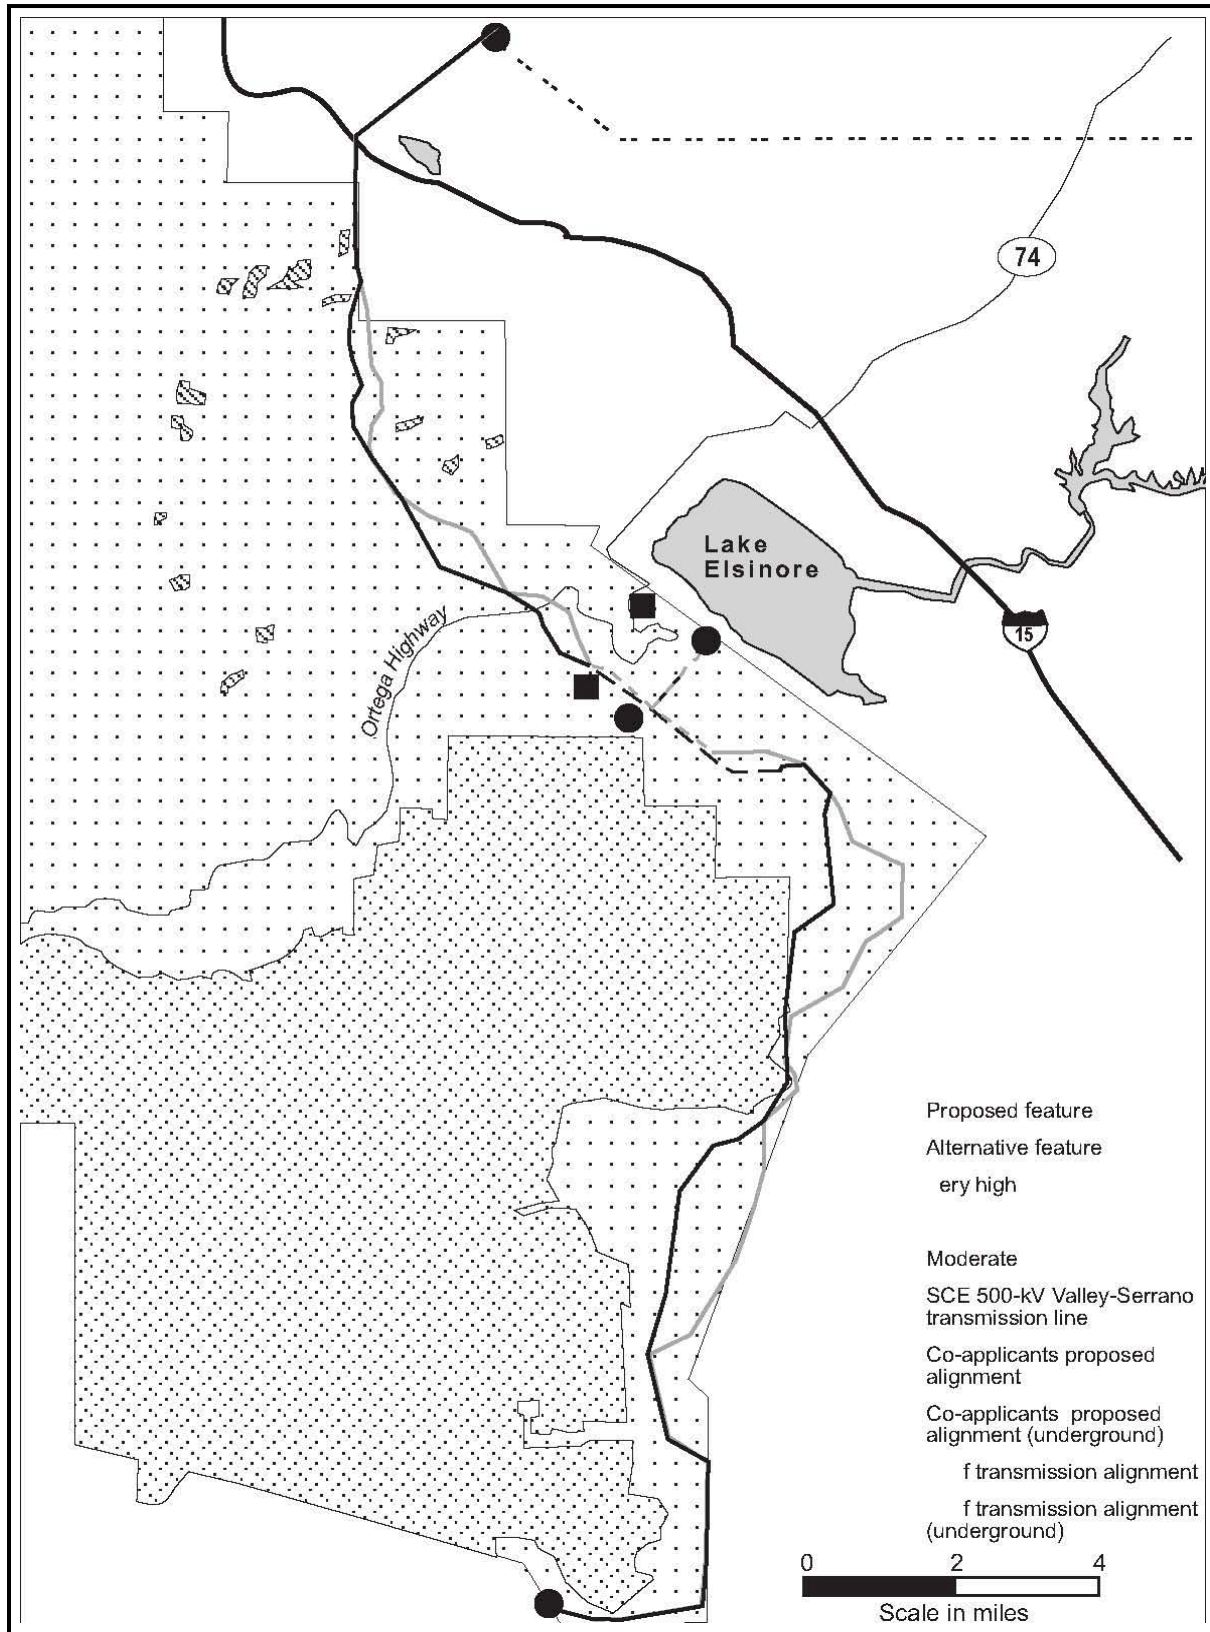 74
Lake
Elsinore
15
Ortega Highway
Proposed feature
Alternative feature
ery high
Moderate
SCE 500-kV Valley-Serrano
transmission line
Co-applicants proposed
alignment
Co-applicants proposed
alignment (underground)
f transmission alignment
f transmission alignment
(underground)
0 2 4
Scale in miles